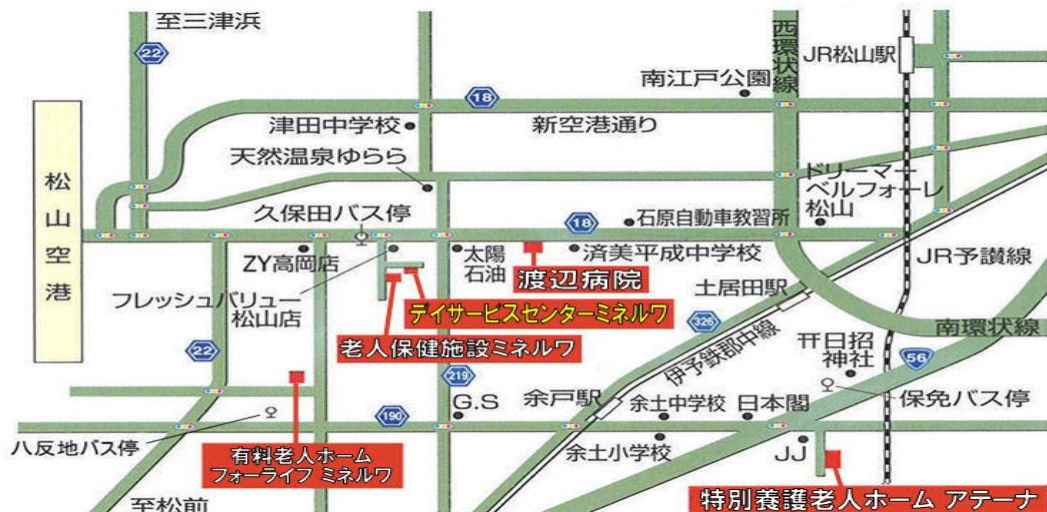 至三津浜
22
西環状線
JR松山駅
南江戸公園
18
津田中学校
新空港通り
天然温泉ゆらら
ドリーマー
ベルフォーレ
松山
松山空港
久保田バス停
18
石原自動車教習所
ZY高岡店
太陽
石油
済美平成中学校
渡辺病院
JR予讃線
フレッシュバリュー
松山店
デイサービスセンターミネルワ
土居田駅
老人保健施設ミネルワ
326
伊予鉄郡中線
南環状線
22
日招
神社
56
219
G.S
余戸駅
余土中学校
日本閣
保免バス停
190
八反地バス停
有料老人ホーム
フォーライフ ミネルワ
余土小学校
JJ
至松前
特別養護老人ホーム アテーナ